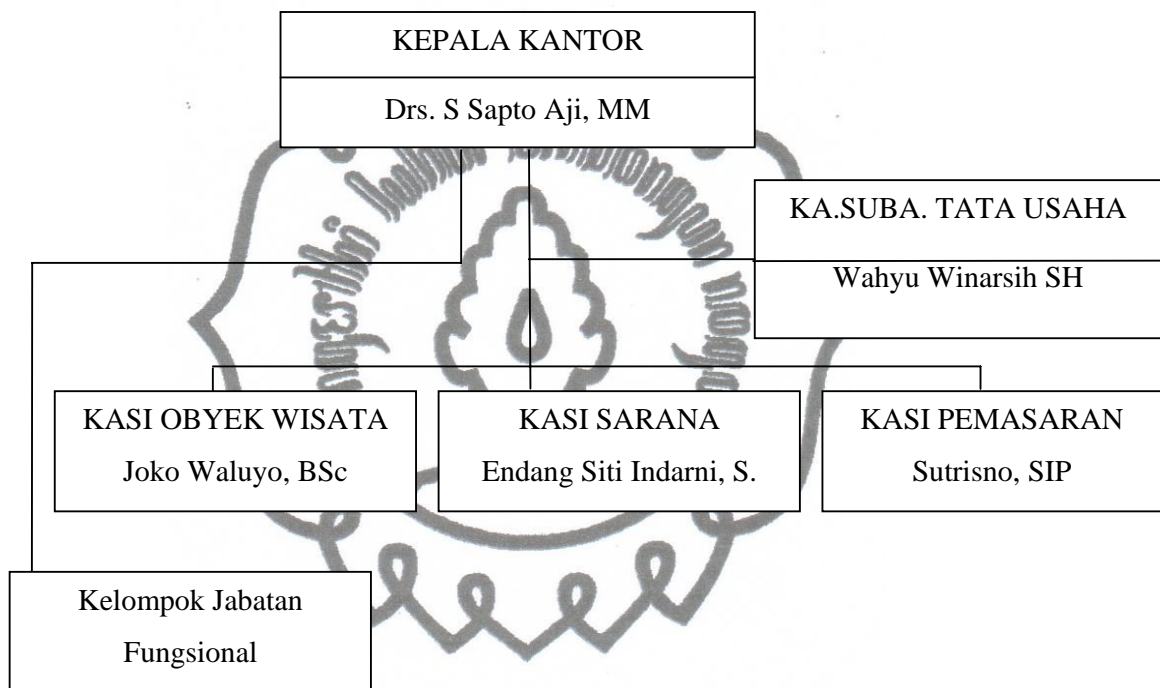 KEPALA KANTOR
Drs. S Sapto Aji, MM
KA.SUBA. TATA USAHA
Wahyu Winarsih SH
KASI OBYEK WISATA
Joko Waluyo, BSc
KASI SARANA
Endang Siti Indarni, S.
KASI PEMASARAN
Sutrisno, SIP
Kelompok Jabatan
Fungsional